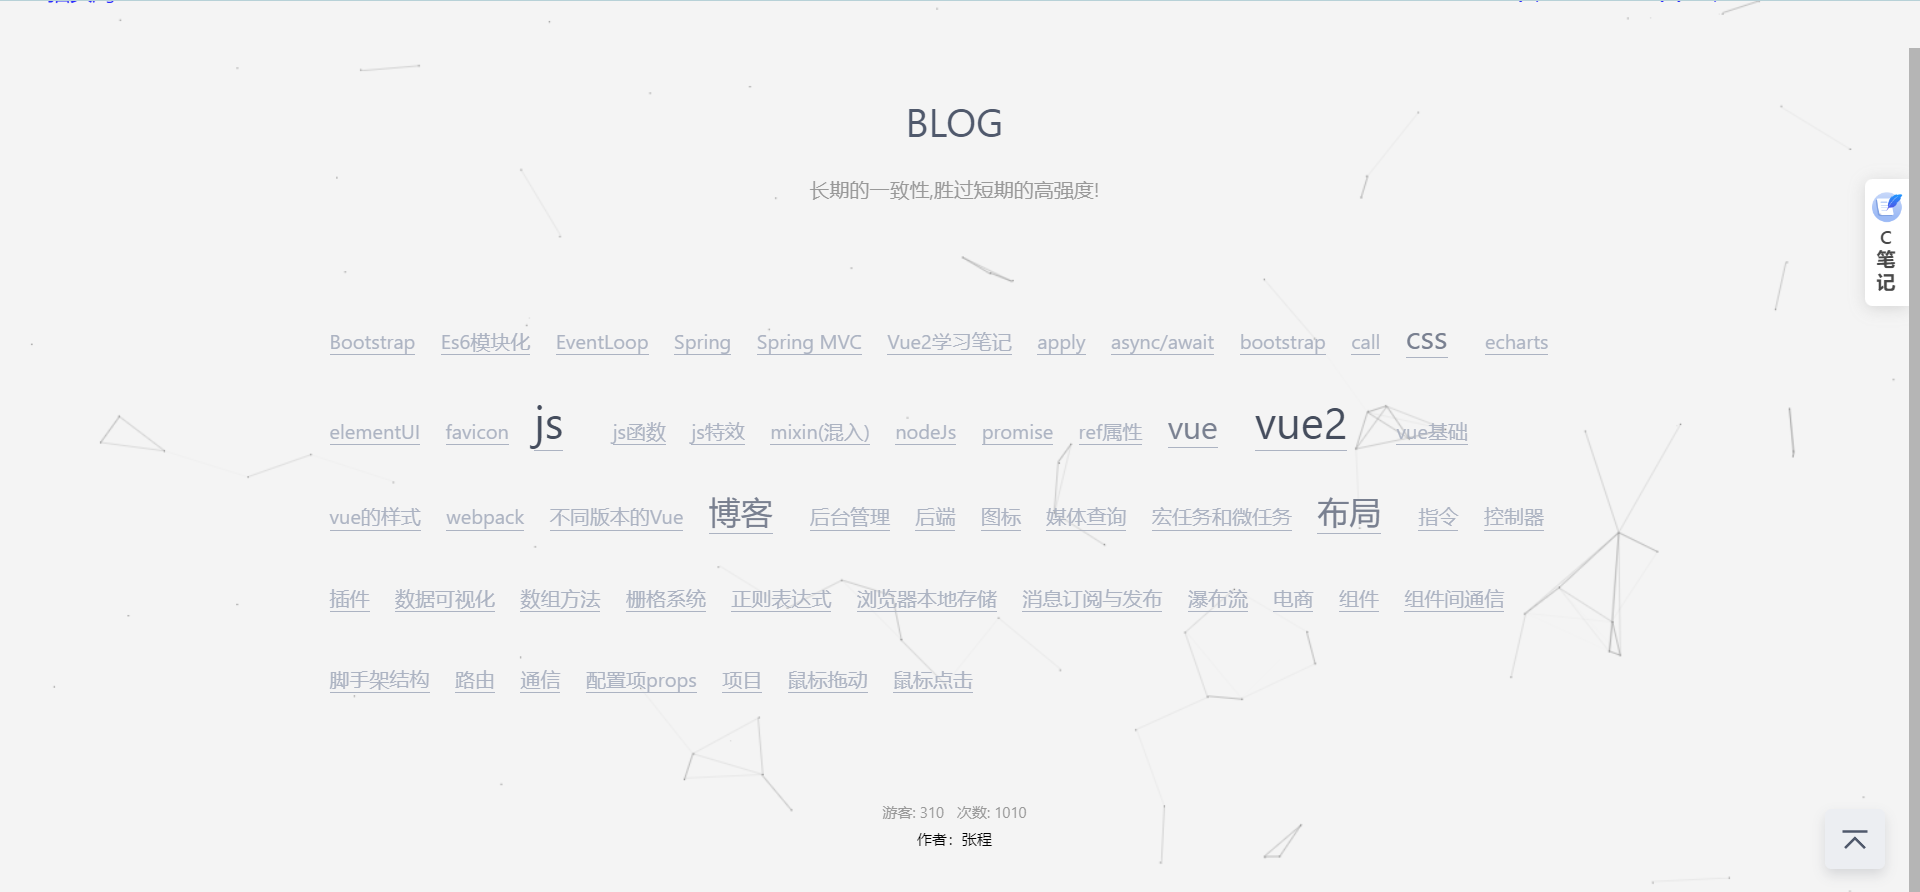 BLOG
长期的一致性,胜过短期的高强度!
C
笔
记
Bootstrap Es6模块化 EventLoop Spring Spring MVC Vue2学习笔记 apply async/await bootstrap call CSS echarts
elementUI favicon js js函数 js特效 mixin(混入) nodeJs promise ref属性 vue vue2 vue基础
vue的样式 webpack 不同版本的Vue 博客 后台管理 后端 图标 媒体查询 宏任务和微任务 布局 指令 控制器
插件 数据可视化 数组方法 栅格系统 正则表达式 浏览器本地存储 消息订阅与发布 瀑布流 电商 组件 组件间通信
脚手架结构 路由 通信 配置项props 项目 鼠标拖动 鼠标点击
游客: 310 次数: 1010
作者：张程